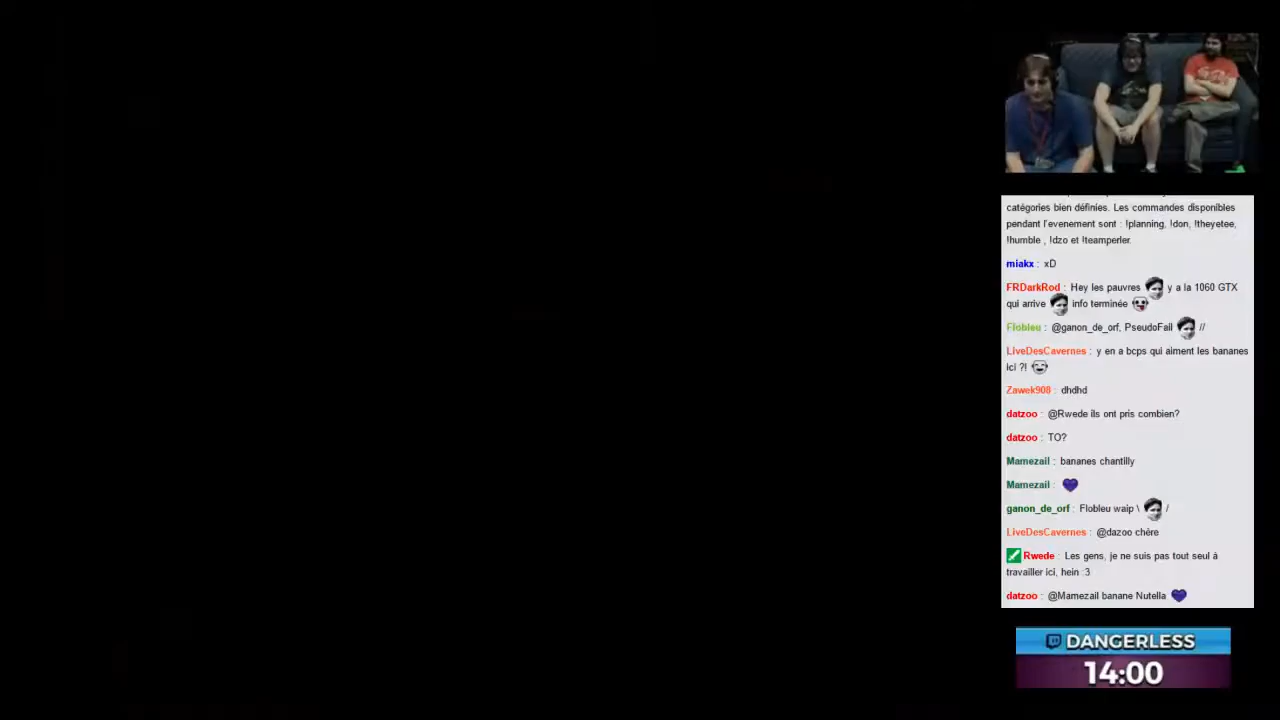 catégories bien définies. Les commandes disponibles
pendant l'evenement sont : !planning, !don, !theyetee,
!humble , !dzo et !teamperler.
miakx : xD
FRDarkRod : Hey les pauvres y a la 1060 GTX
qui arrive info terminée
Flobleu : @ganon_de_orf, PseudoFail //
LiveDesCavernes : y en a bcps qui aiment les bananes
ici ?!
Zawek908 : dhdhd
datzoo : @Rwede ils ont pris combien?
datzoo : TO?
Mamezail : bananes chantilly
Mamezail :
ganon_de_orf : Flobleu waip \ /
LiveDesCavernes : @dazoo chère
Rwede : Les gens, je ne suis pas tout seul à
travailler ici, hein :3
datzoo : @Mamezail banane Nutella
DANGERLESS
14:00